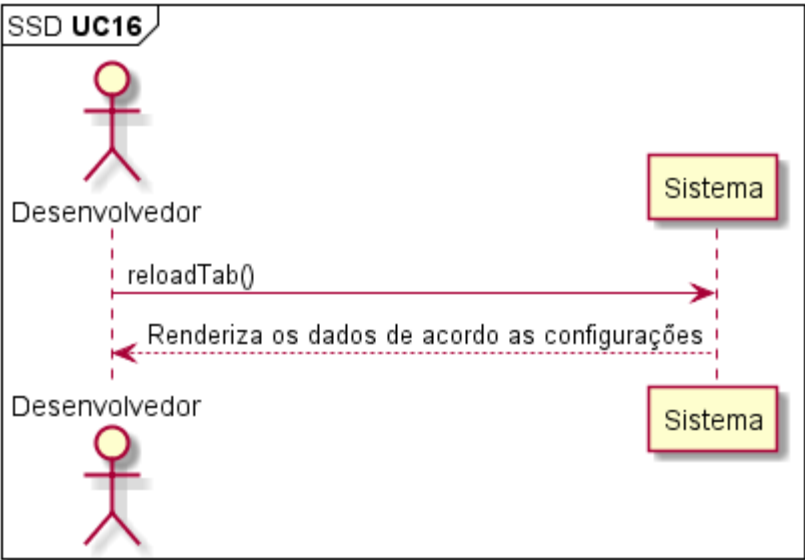 SSD UC16
Desenvolvedor
Sistema
reloadTab()
Renderiza os dados de acordo as configurações
Desenvolvedor
Sistema